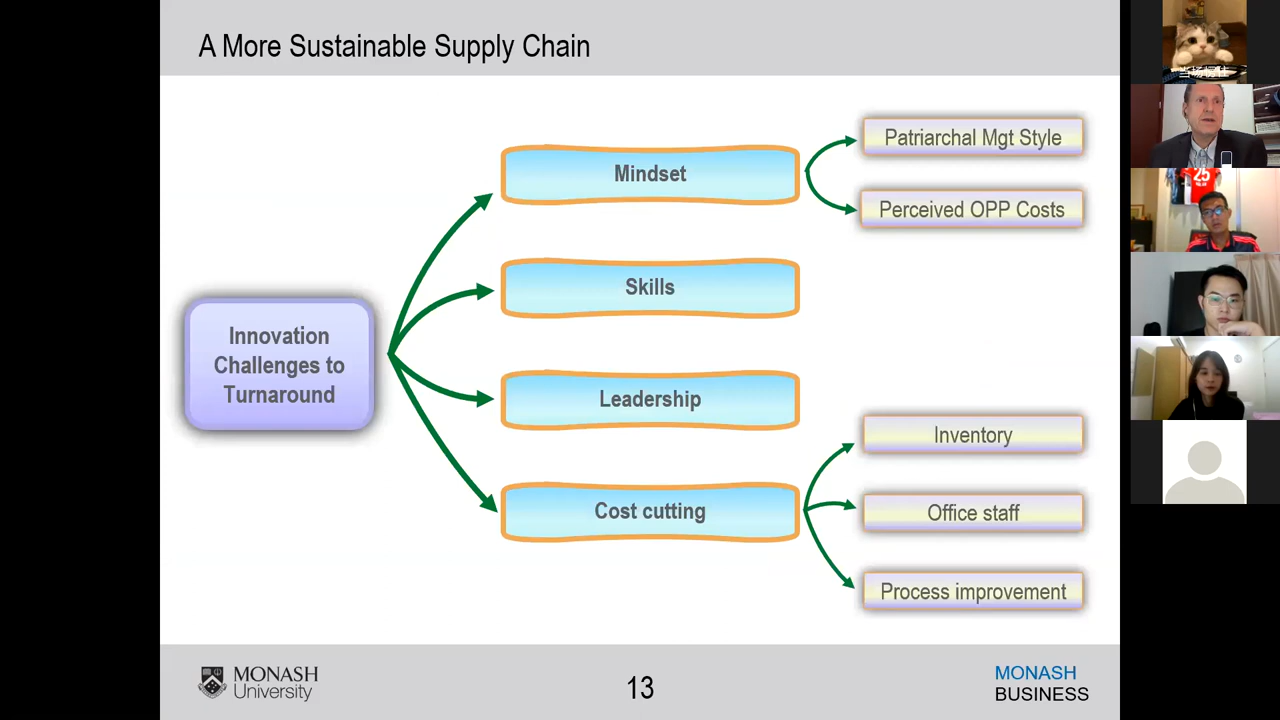 A More Sustainable Supply Chain
Innovation
Challenges to
Turnaround
Mindset
Skills
Leadership
Cost cutting
Patriarchal Mgt Style
Perceived OPP Costs
Inventory
Office staff
Process improvement
MONASH
University
13
MONASH
BUSINESS
25